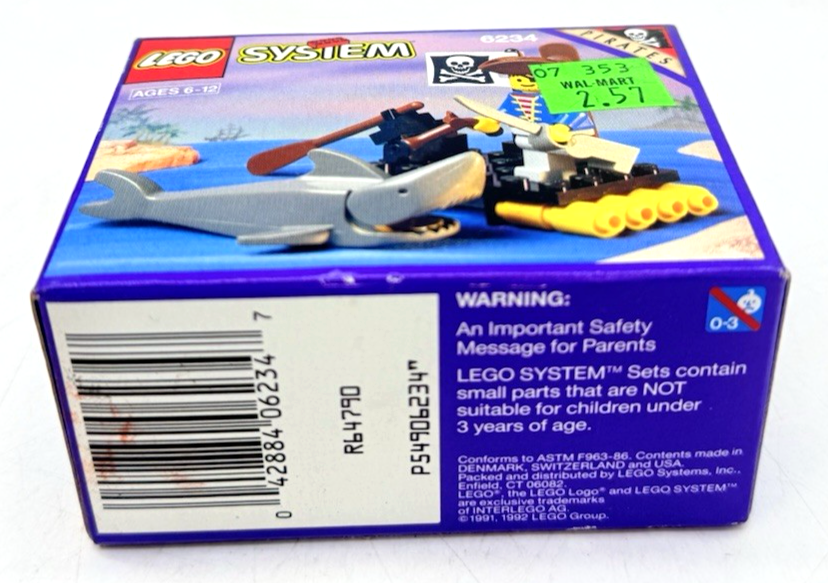 LEGO SYSTEM 6234 PIRATES
AGES 6-12
07 353
WAL-MART
2.57
0 42884 06234 7
R64790
P54906234"
WARNING:
An Important Safety
Message for Parents
LEGO SYSTEM™ Sets contain
small parts that are NOT
suitable for children under
3 years of age.
0-3
Conforms to ASTM F963-86. Contents made in
DENMARK, SWITZERLAND and USA.
Packed and distributed by LEGO Systems, Inc.,
Enfield, CT 06082.
LEGO®, the LEGO Logo® and LEGO SYSTEM™
are exclusive trademarks
of INTERLEGO AG.
©1991, 1992 LEGO Group.